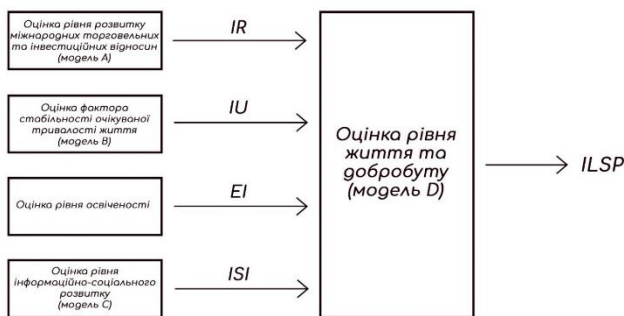 Оцінка рівня розвитку
міжнародних торговельних
та інвестиційних відносин
(модель А)
IR
Оцінка фактора
стабільності очікуваної
тривалості життя
(модель В)
IU
Оцінка рівня освіченості
EI
Оцінка рівня
інформаційно-соціального
розвитку
(модель С)
ISI
Оцінка рівня
життя та
добробуту
(модель D)
ILSP